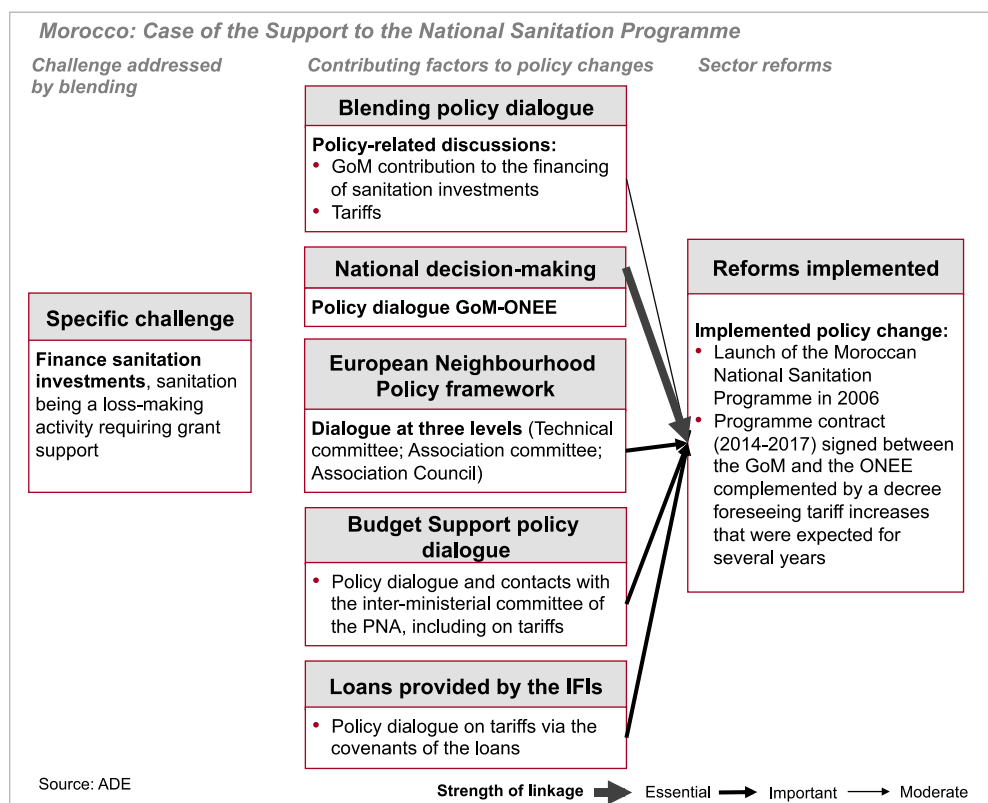 Morocco: Case of the Support to the National Sanitation Programme
Challenge addressed
by blending
Contributing factors to policy changes
Sector reforms
Specific challenge
Finance sanitation
investments, sanitation
being a loss-making
activity requiring grant
support
Blending policy dialogue
Policy-related discussions:
• GoM contribution to the financing
of sanitation investments
• Tariffs
National decision-making
Policy dialogue GoM-ONEE
European Neighbourhood
Policy framework
Dialogue at three levels (Technical
committee; Association committee;
Association Council)
Budget Support policy
dialogue
• Policy dialogue and contacts with
the inter-ministerial committee of
the PNA, including on tariffs
Loans provided by the IFIs
• Policy dialogue on tariffs via the
covenants of the loans
Reforms implemented
Implemented policy change:
• Launch of the Moroccan
National Sanitation
Programme in 2006
• Programme contract
(2014-2017) signed between
the GoM and the ONEE
complemented by a decree
foreseeing tariff increases
that were expected for
several years
Source: ADE
Strength of linkage Essential Important Moderate